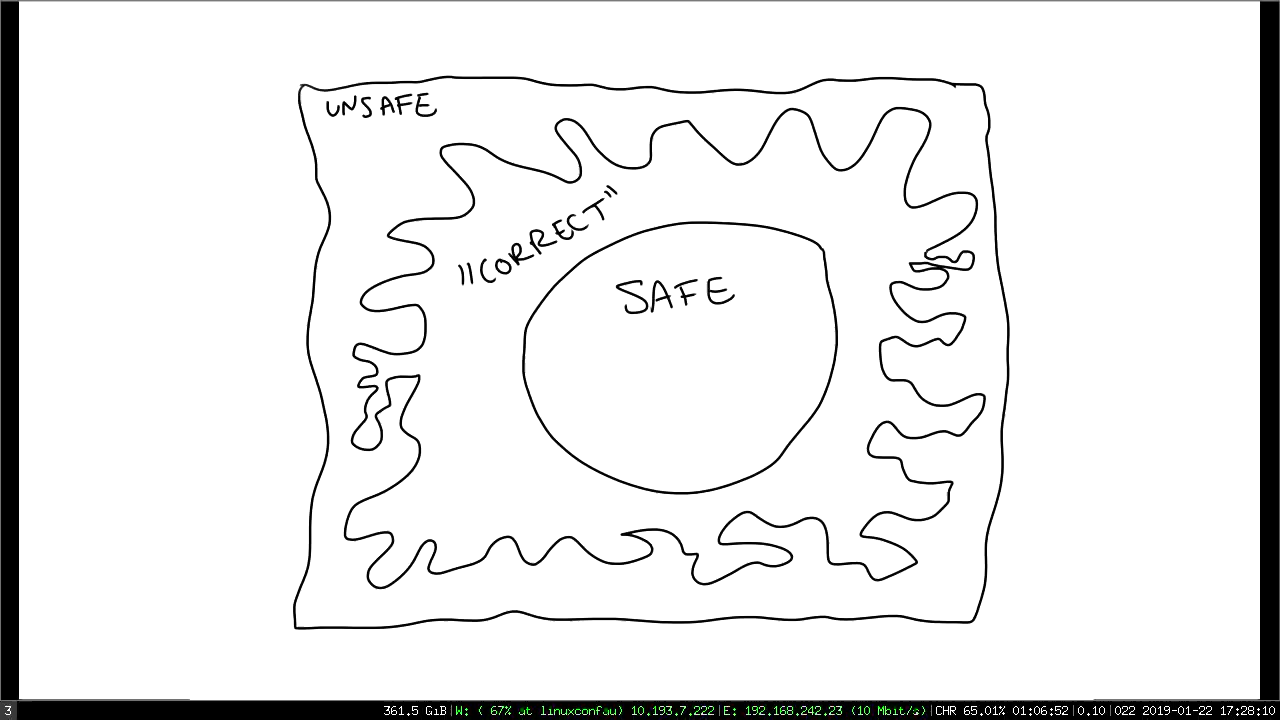 UNSAFE
"CORRECT"
SAFE
3 361.5 GiB|W: ( 67% at linuxconfau) 10.193.7.222|E: 192.168.242.23 (10 Mbit/s)|CHR 65.01% 01:06:52|0.10|022 2019-01-22 17:28:10